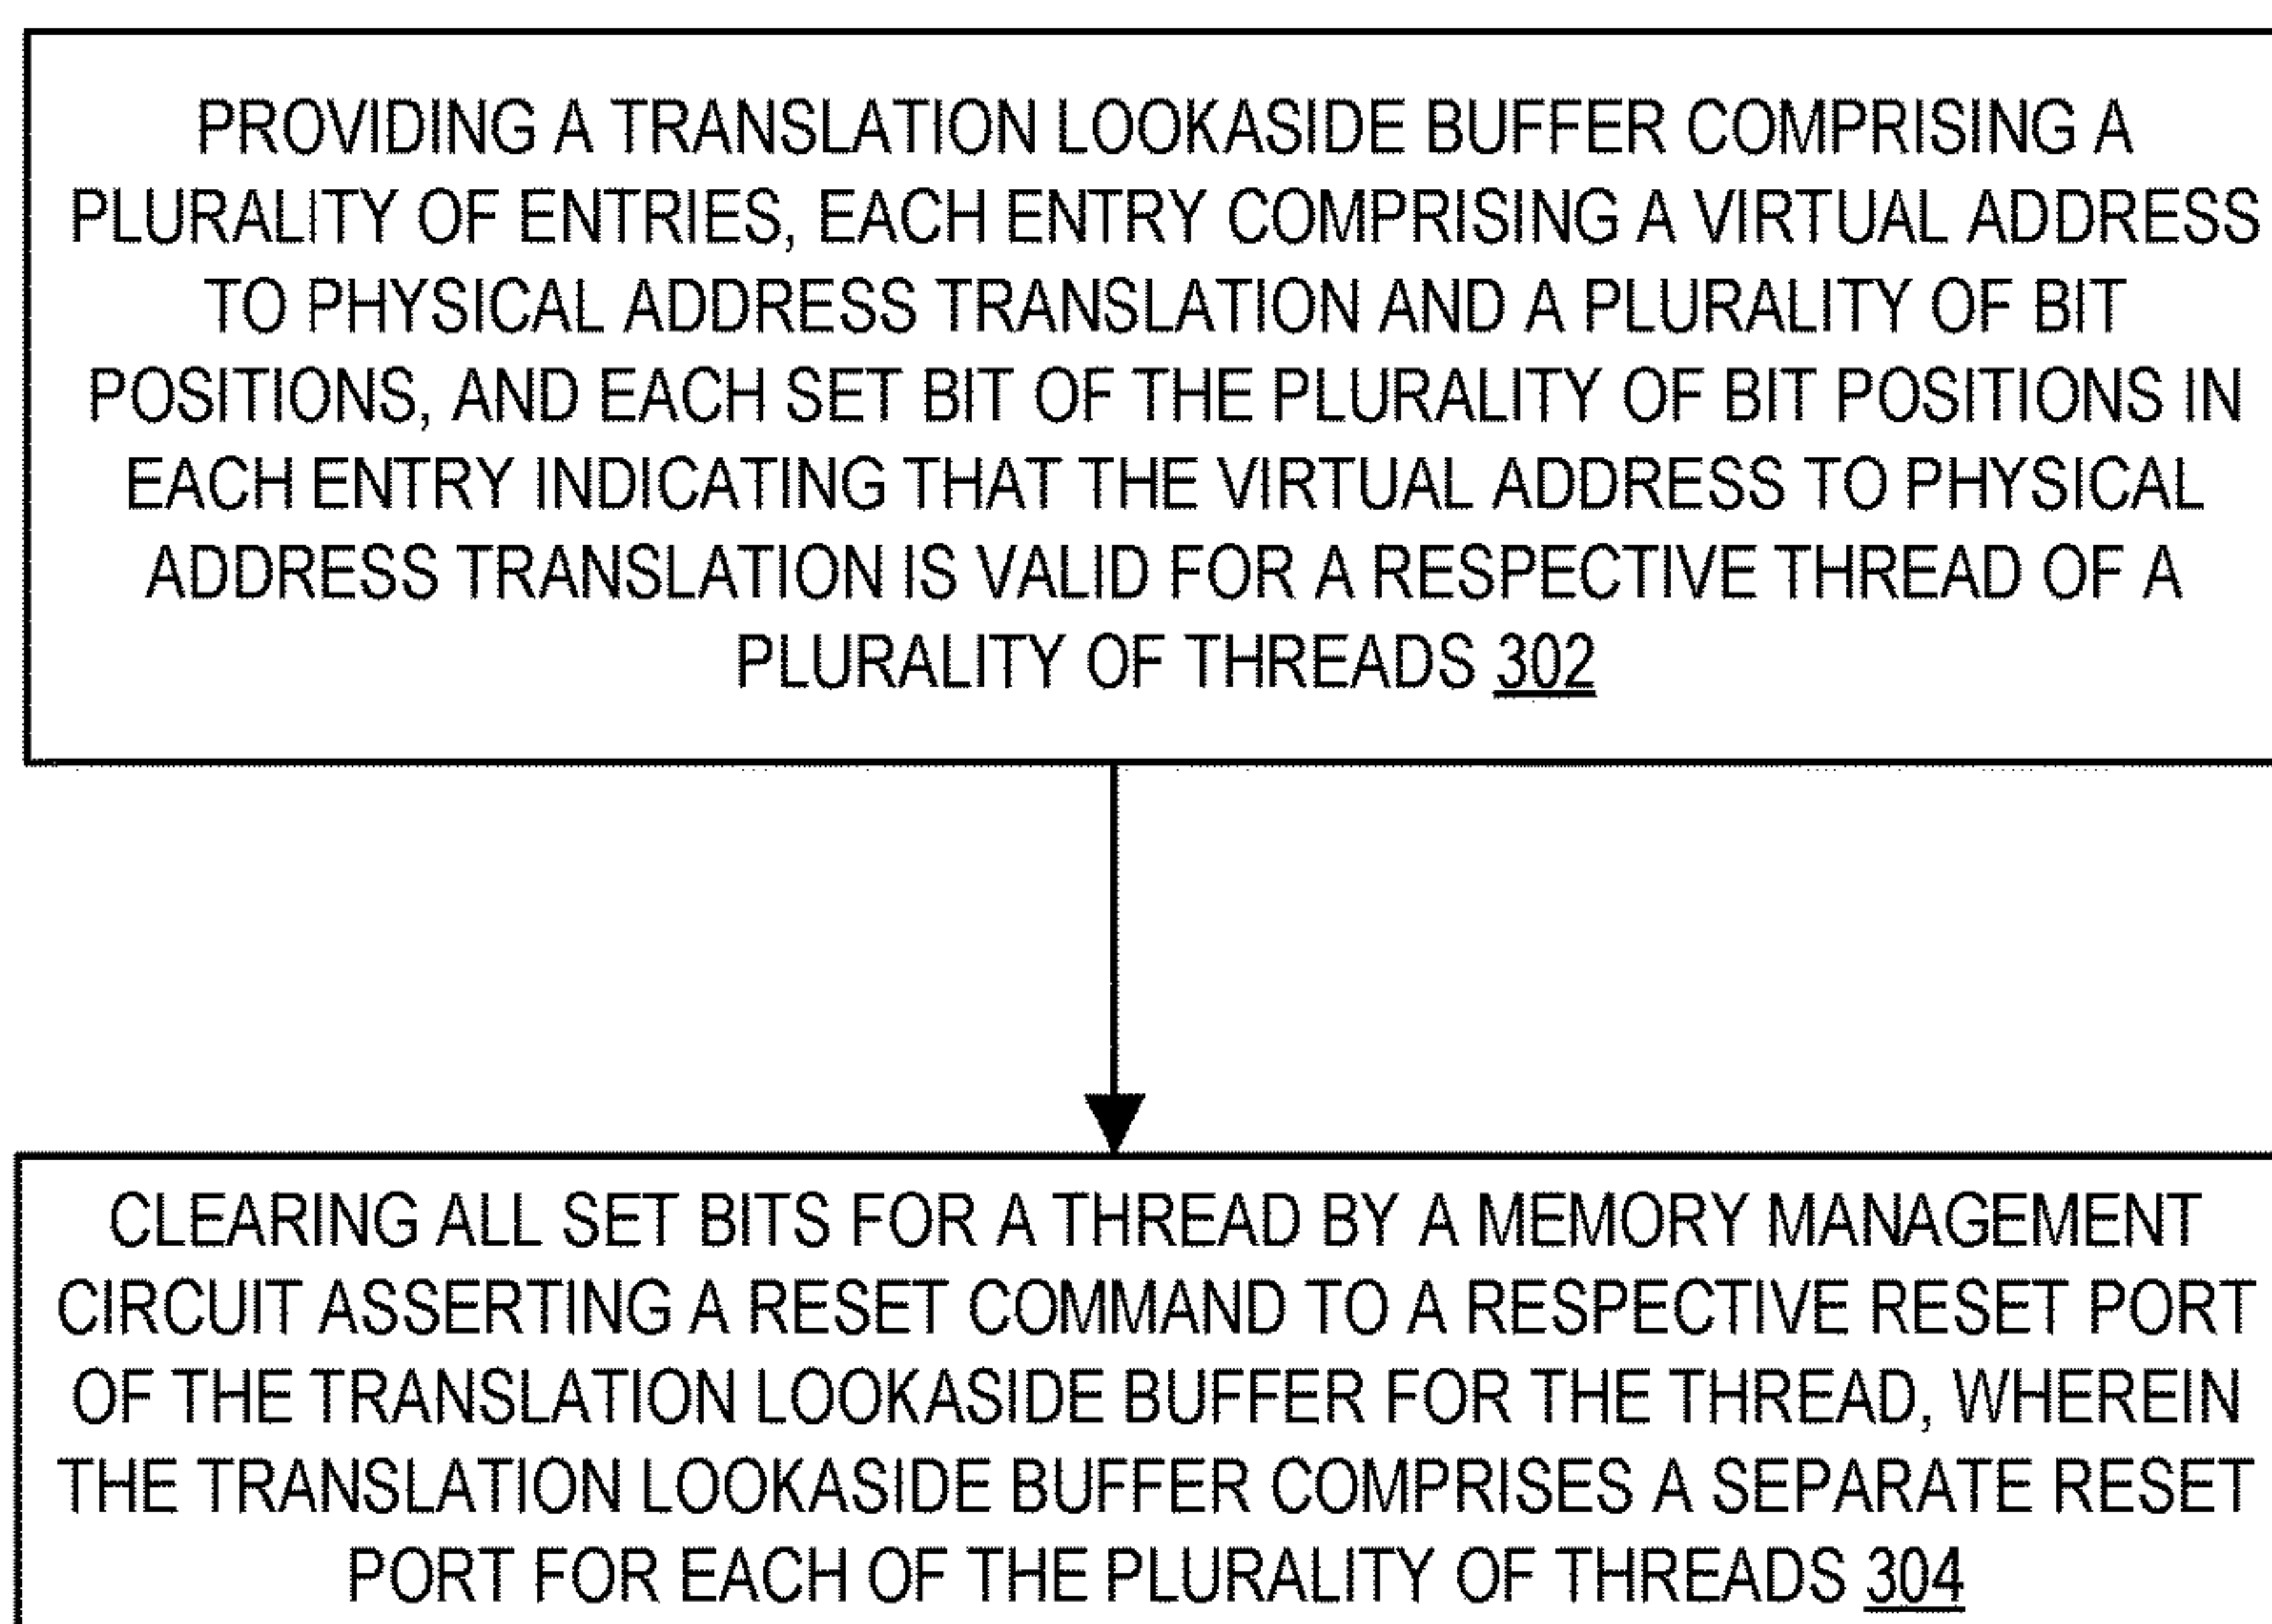 PROVIDING A TRANSLATION LOOKASIDE BUFFER COMPRISING A
PLURALITY OF ENTRIES, EACH ENTRY COMPRISING A VIRTUAL ADDRESS
TO PHYSICAL ADDRESS TRANSLATION AND A PLURALITY OF BIT
POSITIONS, AND EACH SET BIT OF THE PLURALITY OF BIT POSITIONS IN
EACH ENTRY INDICATING THAT THE VIRTUAL ADDRESS TO PHYSICAL
ADDRESS TRANSLATION IS VALID FOR A RESPECTIVE THREAD OF A
PLURALITY OF THREADS 302
CLEARING ALL SET BITS FOR A THREAD BY A MEMORY MANAGEMENT
CIRCUIT ASSERTING A RESET COMMAND TO A RESPECTIVE RESET PORT
OF THE TRANSLATION LOOKASIDE BUFFER FOR THE THREAD, WHEREIN
THE TRANSLATION LOOKASIDE BUFFER COMPRISES A SEPARATE RESET
PORT FOR EACH OF THE PLURALITY OF THREADS 304